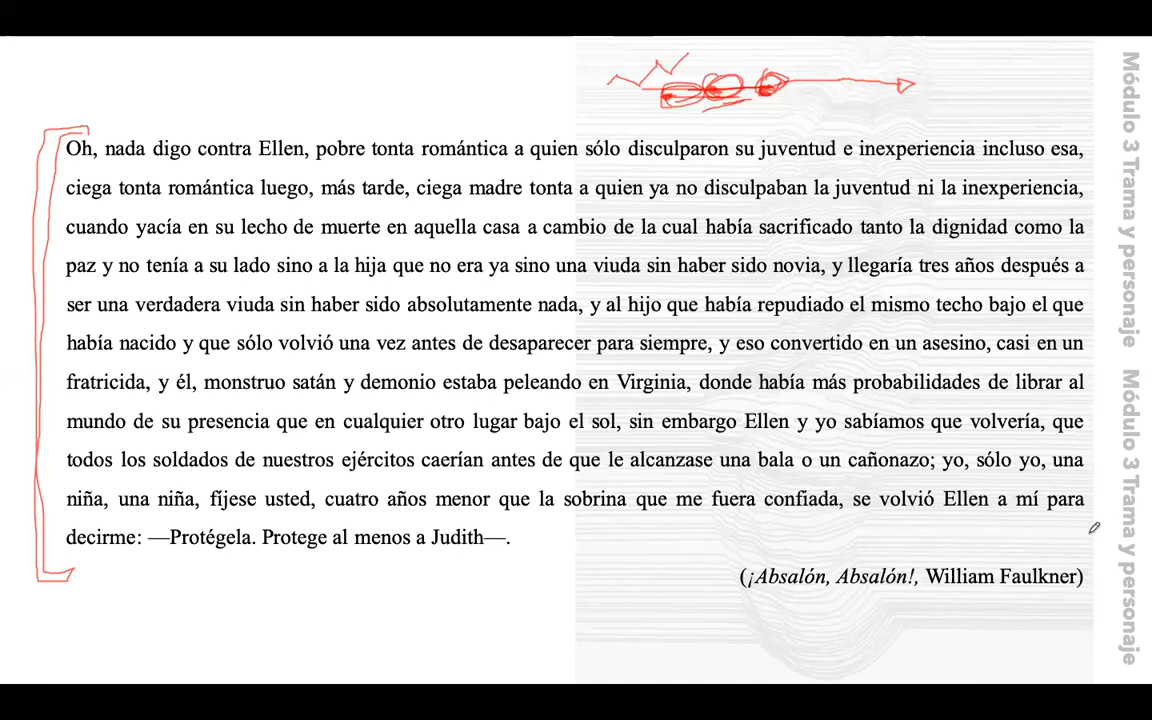 Oh, nada digo contra Ellen, pobre tonta romántica a quien sólo disculparon su juventud e inexperiencia incluso esa,
ciega tonta romántica luego, más tarde, ciega madre tonta a quien ya no disculpaban la juventud ni la inexperiencia,
cuando yacía en su lecho de muerte en aquella casa a cambio de la cual había sacrificado tanto la dignidad como la
paz y no tenía a su lado sino a la hija que no era ya sino una viuda sin haber sido novia, y llegaría tres años después a
ser una verdadera viuda sin haber sido absolutamente nada, y al hijo que había repudiado el mismo techo bajo el que
había nacido y que sólo volvió una vez antes de desaparecer para siempre, y eso convertido en un asesino, casi en un
fratricida, y él, monstruo satán y demonio estaba peleando en Virginia, donde había más probabilidades de librar al
mundo de su presencia que en cualquier otro lugar bajo el sol, sin embargo Ellen y yo sabíamos que volvería, que
todos los soldados de nuestros ejércitos caerían antes de que le alcanzase una bala o un cañonazo; yo, sólo yo, una
niña, una niña, fíjese usted, cuatro años menor que la sobrina que me fuera confiada, se volvió Ellen a mí para
decirme: —Protégela. Protege al menos a Judith—.
(¡Absalón, Absalón!, William Faulkner)
Módulo 3 Trama y personaje
Módulo 3 Trama y personaje